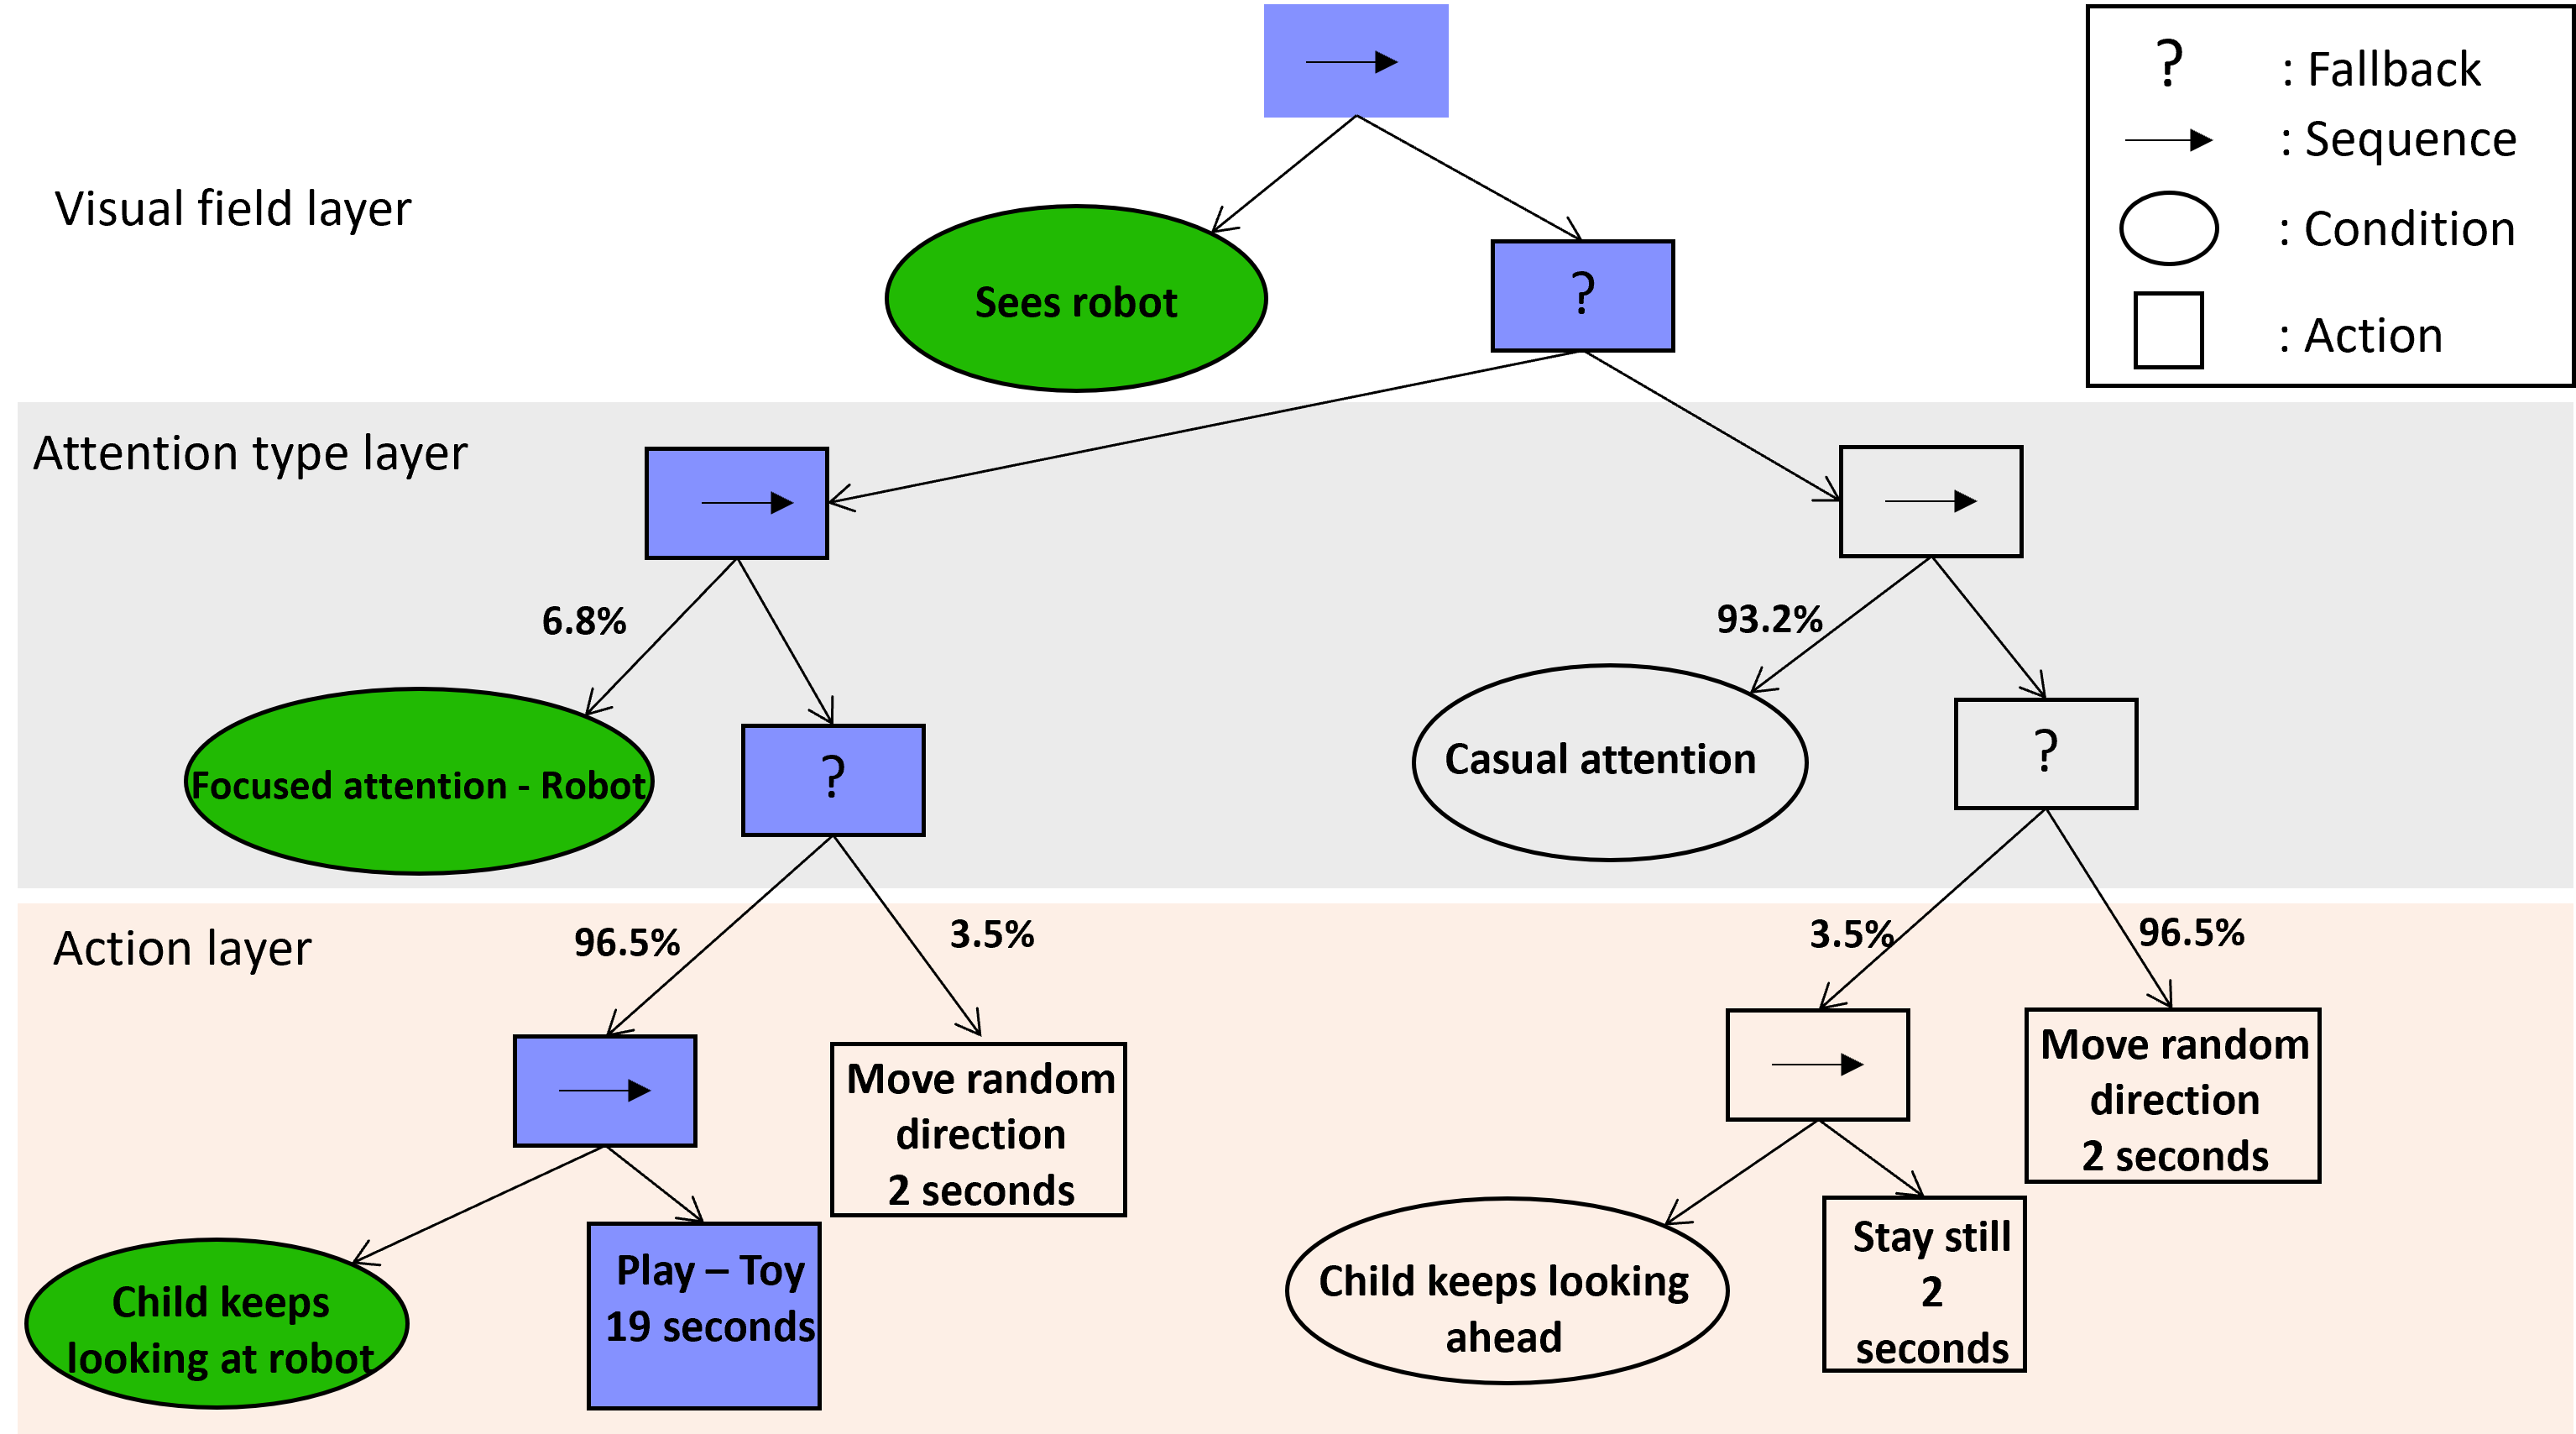 ? : Fallback
: Sequence
: Condition
: Action
Visual field layer
Sees robot
?
Attention type layer
6.8%
93.2%
Focused attention - Robot
?
Casual attention
?
Action layer
96.5%
3.5%
3.5%
96.5%
Move random
direction
2 seconds
Move random
direction
2 seconds
Child keeps
looking at robot
Play – Toy
19 seconds
Child keeps looking
ahead
Stay still
2
seconds